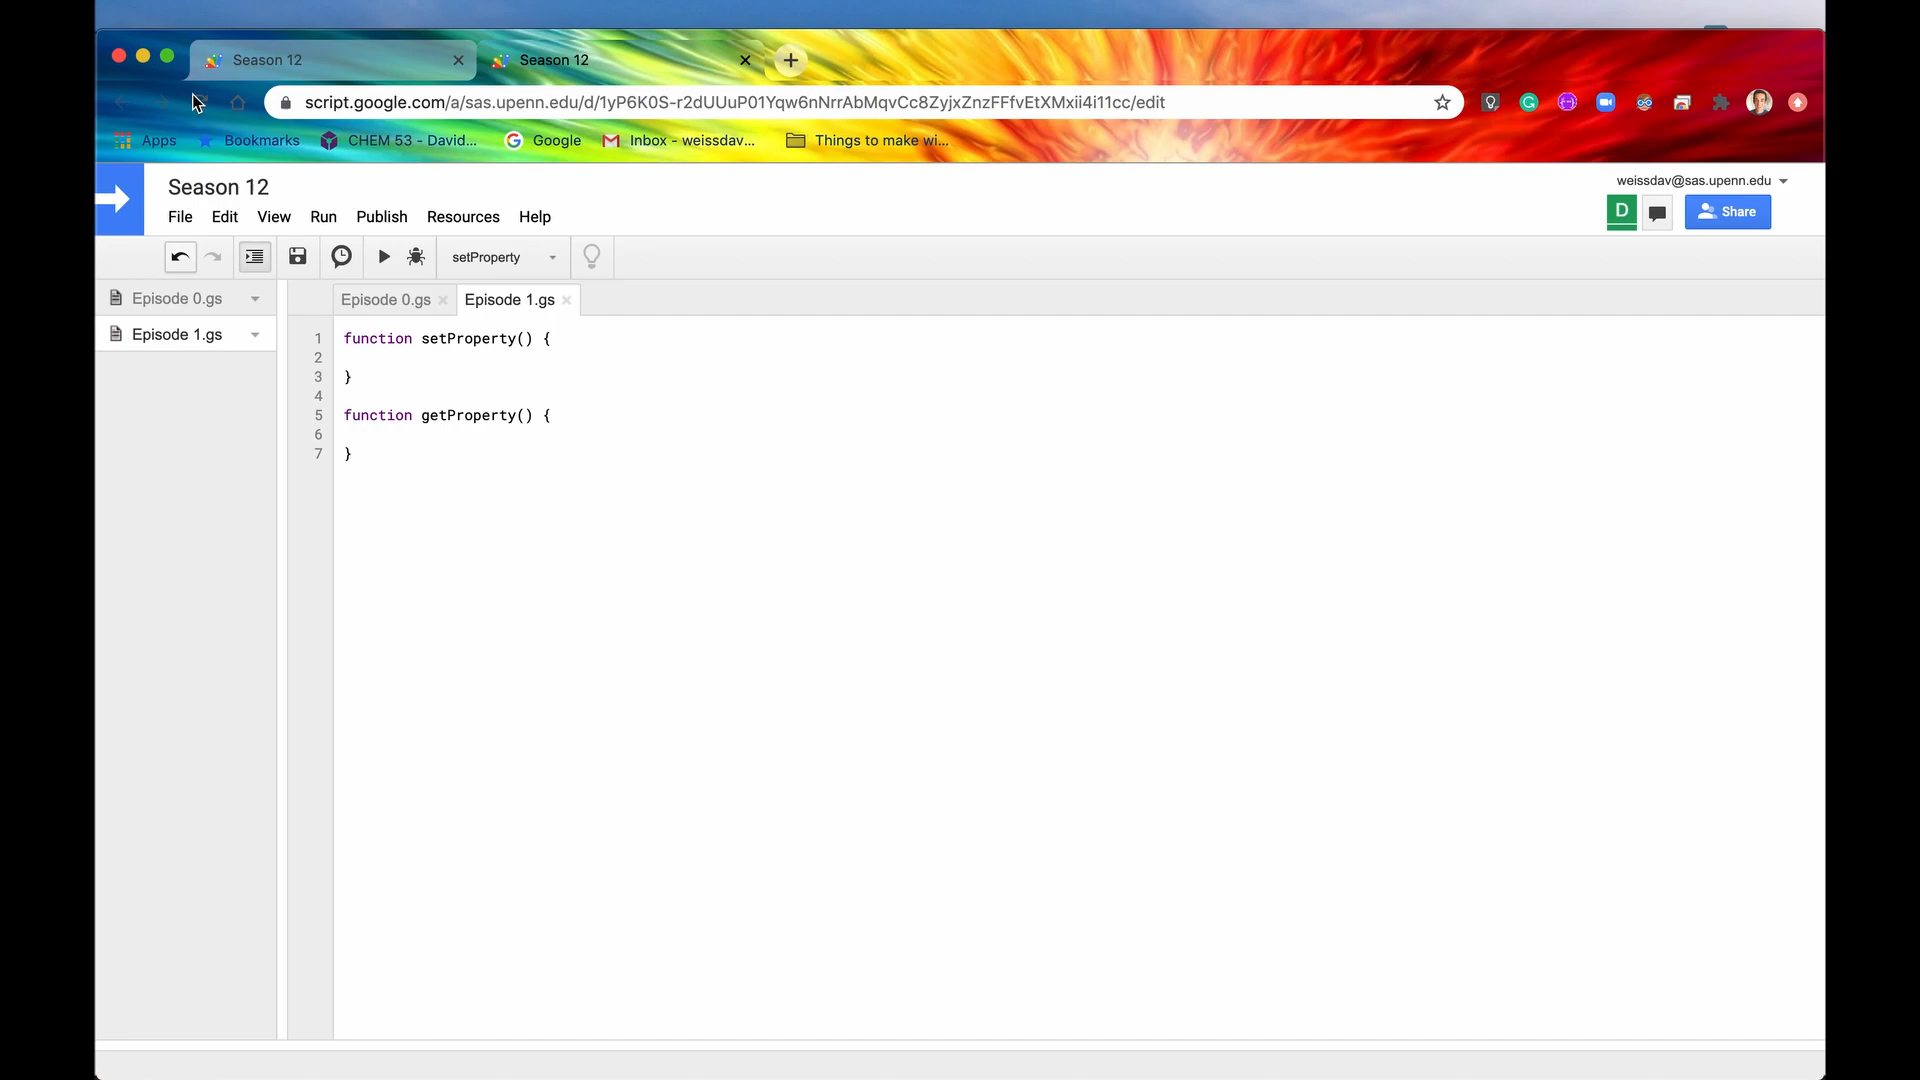 Season 12
Season 12
script.google.com/a/sas.upenn.edu/d/1yP6K0S-r2dUUuP01Yqw6nNrrAbMqvCc8ZyjxZnzFFfvEtXMxii4i11cc/edit
Apps Bookmarks CHEM 53 - David... Google Inbox - weissdav... Things to make wi...
Season 12
weissdav@sas.upenn.edu
File Edit View Run Publish Resources Help
D
Share
setProperty
Episode 0.gs
Episode 1.gs
Episode 0.gs Episode 1.gs
1 function setProperty() {
2
3 }
4
5 function getProperty() {
6
7 }